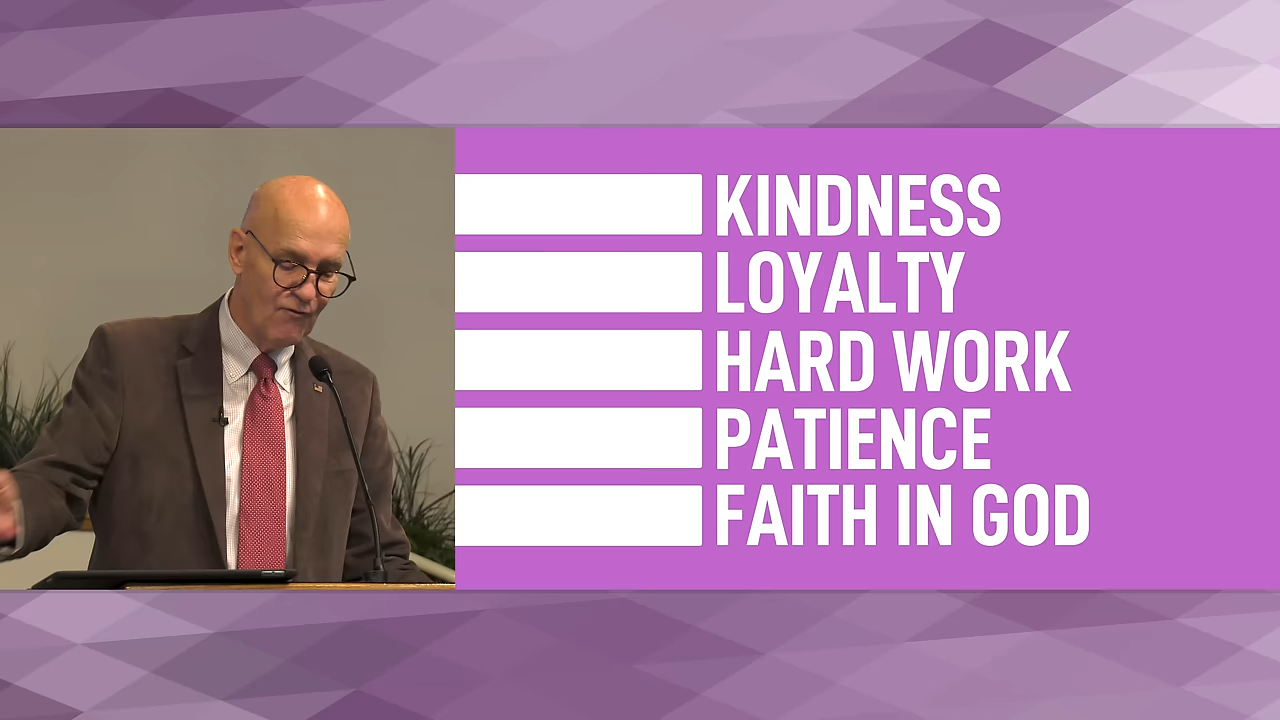 KINDNESS
LOYALTY
HARD WORK
PATIENCE
FAITH IN GOD